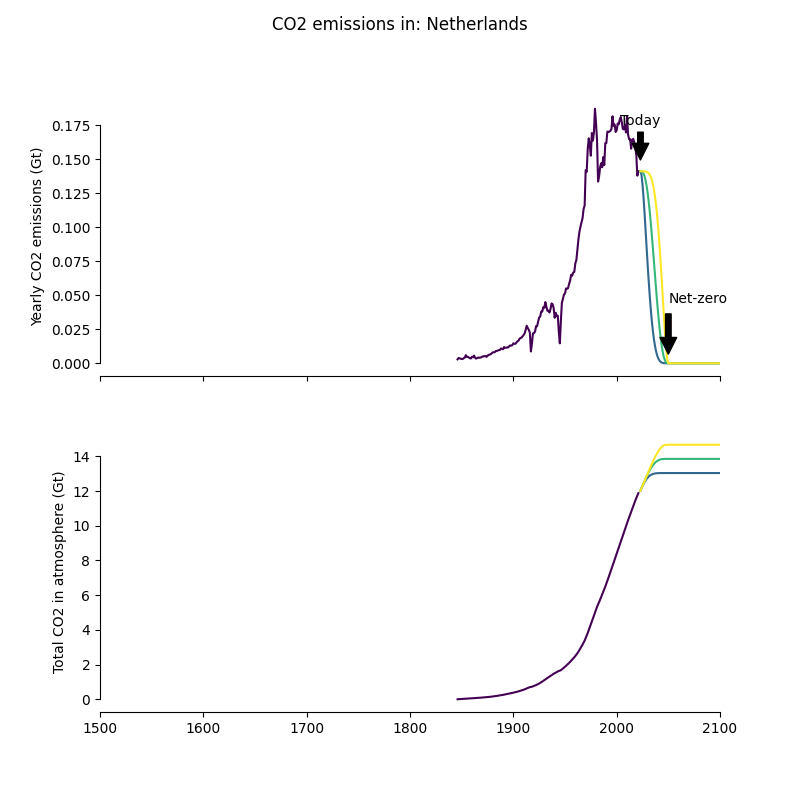 CO2 emissions in: Netherlands
Yearly CO2 emissions (Gt)
0.175
0.150
0.125
0.100
0.075
0.050
0.025
0.000
Today
Net-zero
Total CO2 in atmosphere (Gt)
14
12
10
8
6
4
2
0
1500 1600 1700 1800 1900 2000 2100